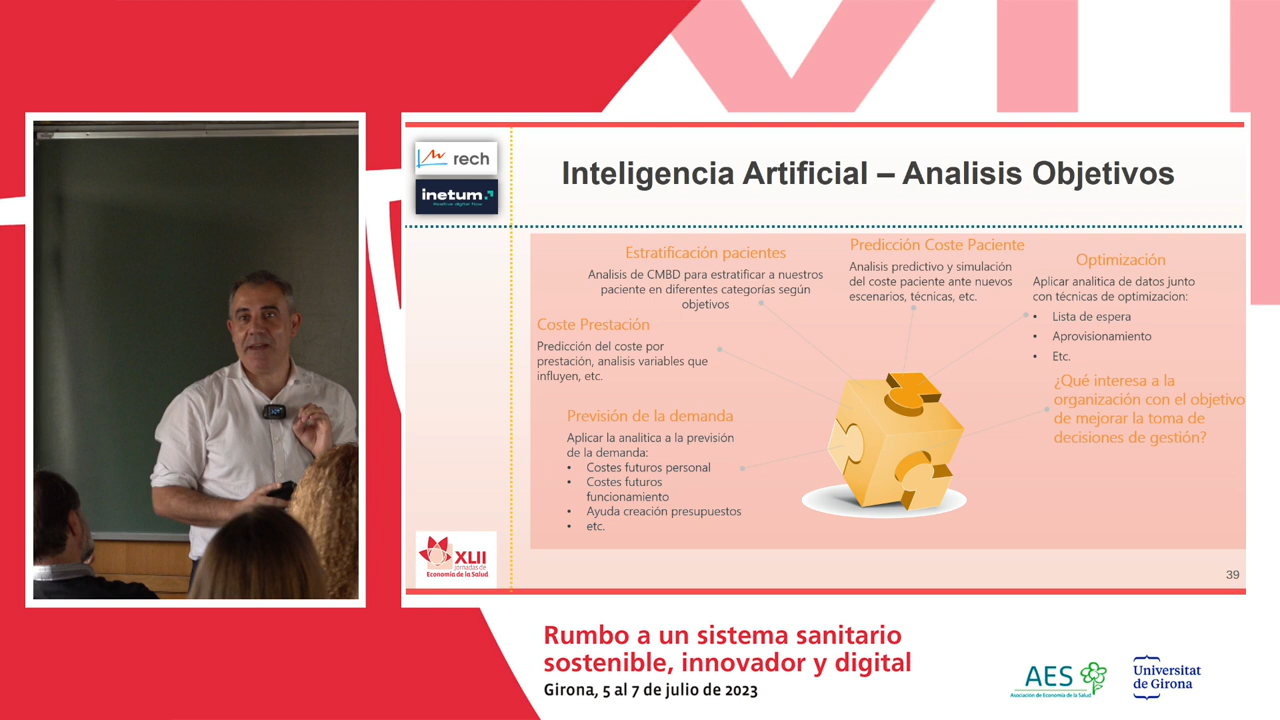 rech
inetum.
Positive digital flow
Inteligencia Artificial – Analisis Objetivos
Estratificación pacientes
Analisis de CMBD para estratificar a nuestros
paciente en diferentes categorías según
objetivos
Predicción Coste Paciente
Analisis predictivo y simulación
del coste paciente ante nuevos
escenarios, técnicas, etc.
Optimización
Aplicar analitica de datos junto
con técnicas de optimizacion:
• Lista de espera
• Aprovisionamiento
• Etc.
Coste Prestación
Predicción del coste por
prestación, analisis variables que
influyen, etc.
¿Qué interesa a la
organización con el objetivo
de mejorar la toma de
decisiones de gestión?
Previsión de la demanda
Aplicar la analitica a la previsión
de la demanda:
• Costes futuros personal
• Costes futuros
funcionamiento
• Ayuda creación presupuestos
• etc.
XLII
Jornadas de
Economía de la Salud
39
Rumbo a un sistema sanitario
sostenible, innovador y digital
Girona, 5 al 7 de julio de 2023
AES
Asociación de Economía de la Salud
Universitat
de Girona